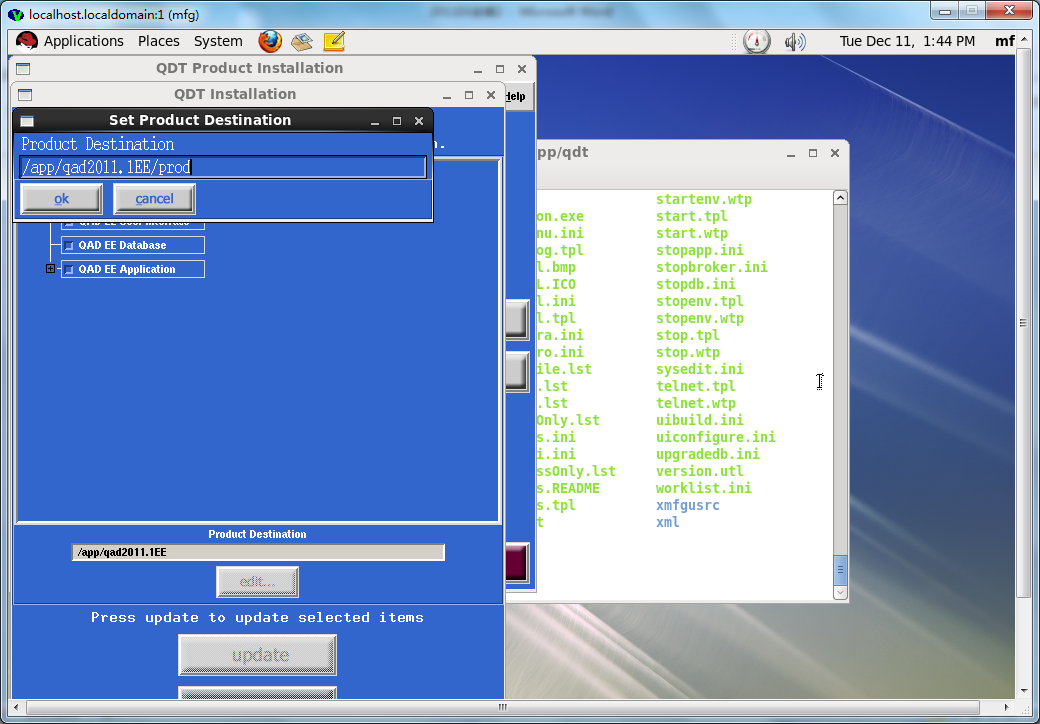 localhost.localdomain:1 (mfg)
Applications Places System
Tue Dec 11, 1:44 PM mf
QDT Product Installation
QDT Installation
Help
Set Product Destination
Product Destination
/app/qad2011.1EE/prod
ok cancel
QAD EE Database
QAD EE Application
Product Destination
/app/qad2011.1EE
edit...
Press update to update selected items
update
pp/qdt
startenv.wtp
on.exe start.tpl
nu.ini start.wtp
og.tpl stopapp.ini
l.bmp stopbroker.ini
L.ICO stopdb.ini
l.ini stopenv.tpl
l.tpl stopenv.wtp
ra.ini stop.tpl
ro.ini stop.wtp
ile.lst sysedit.ini
.lst telnet.tpl
.lst telnet.wtp
Only.lst uibuild.ini
s.ini uiconfigure.ini
i.ini upgradedb.ini
ssOnly.lst version.utl
s.README worklist.ini
s.tpl xmfgusrc
t xml